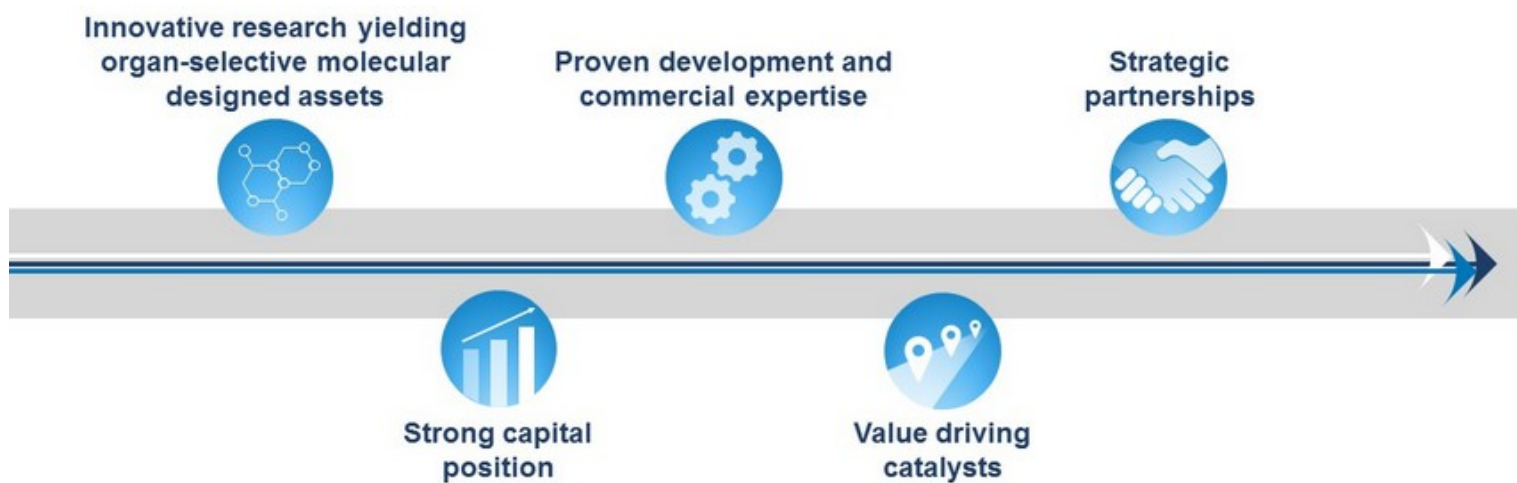 Innovative research yielding
organ-selective molecular
designed assets
Proven development and
commercial expertise
Strategic
partnerships
Strong capital
position
Value driving
catalysts